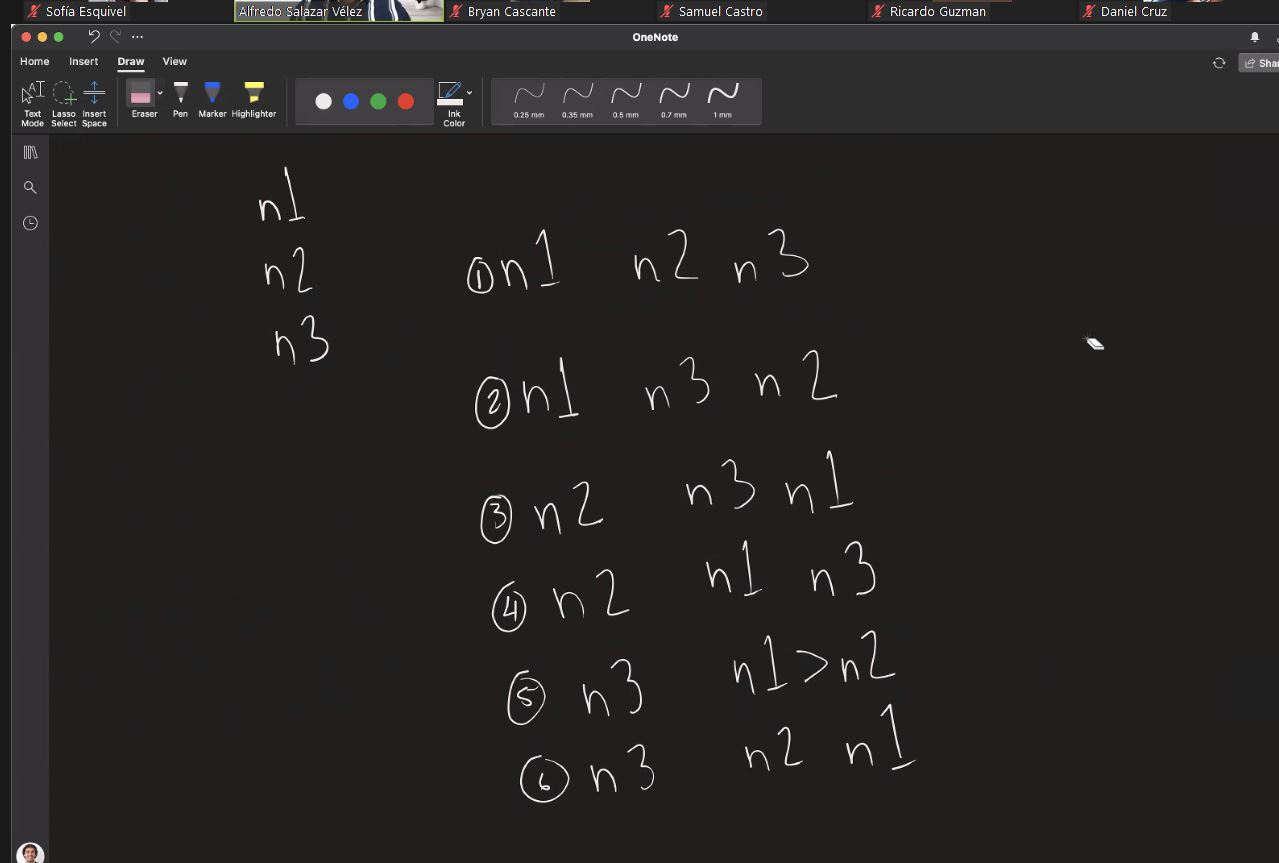 Sofía Esquivel Alfredo Salazar Vélez Bryan Cascante Samuel Castro Ricardo Guzman Daniel Cruz
OneNote
Home Insert Draw View
Shar
Text Mode Lasso Select Insert Space Eraser Pen Marker Highlighter Ink Color 0.25 mm 0.35 mm 0.5 mm 0.7 mm 1 mm
n1
n2
n3
① n1 n2 n3
② n1 n3 n2
③ n2 n3 n1
④ n2 n1 n3
⑤ n3 n1 > n2
⑥ n3 n2 n1